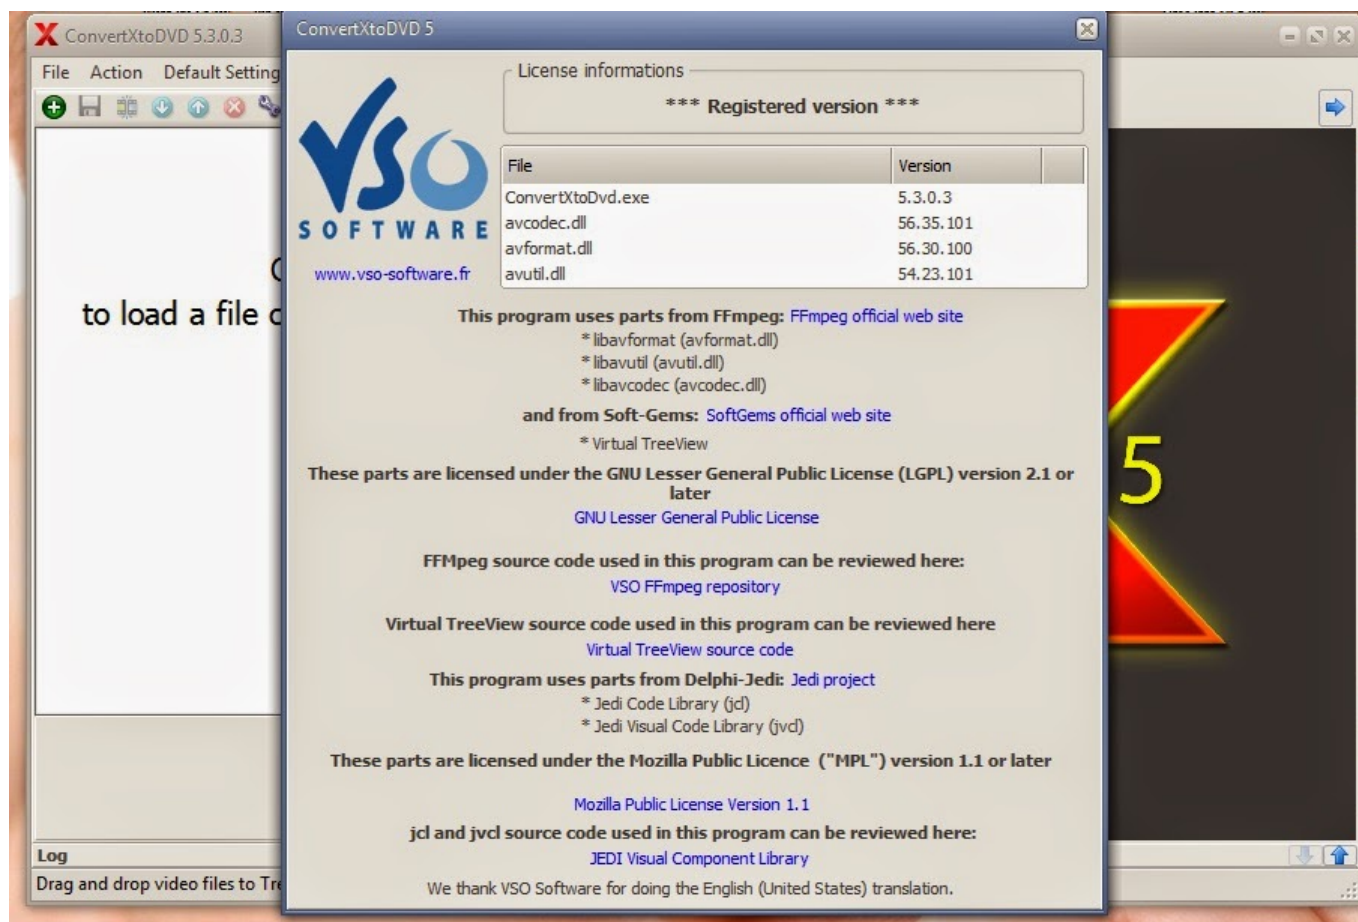 ConvertXtoDVD 5.3.0.3
File Action Default Setting
to load a file
Log
Drag and drop video files to
ConvertXtoDVD 5
VSO
SOFTWARE
www.vso-software.fr
License informations
*** Registered version ***
File Version
ConvertXtoDvd.exe 5.3.0.3
avcodec.dll 56.35.101
avformat.dll 56.30.100
avutil.dll 54.23.101
This program uses parts from FFmpeg: FFmpeg official web site
* libavformat (avformat.dll)
* libavutil (avutil.dll)
* libavcodec (avcodec.dll)
and from Soft-Gems: SoftGems official web site
* Virtual TreeView
These parts are licensed under the GNU Lesser General Public License (LGPL) version 2.1 or
later
GNU Lesser General Public License
FFMpeg source code used in this program can be reviewed here:
VSO FFmpeg repository
Virtual TreeView source code used in this program can be reviewed here
Virtual TreeView source code
This program uses parts from Delphi-Jedi: Jedi project
* Jedi Code Library (jcl)
* Jedi Visual Code Library (jvcl)
These parts are licensed under the Mozilla Public Licence ("MPL") version 1.1 or later
Mozilla Public License Version 1.1
jcl and jvcl source code used in this program can be reviewed here:
JEDI Visual Component Library
We thank VSO Software for doing the English (United States) translation.
5